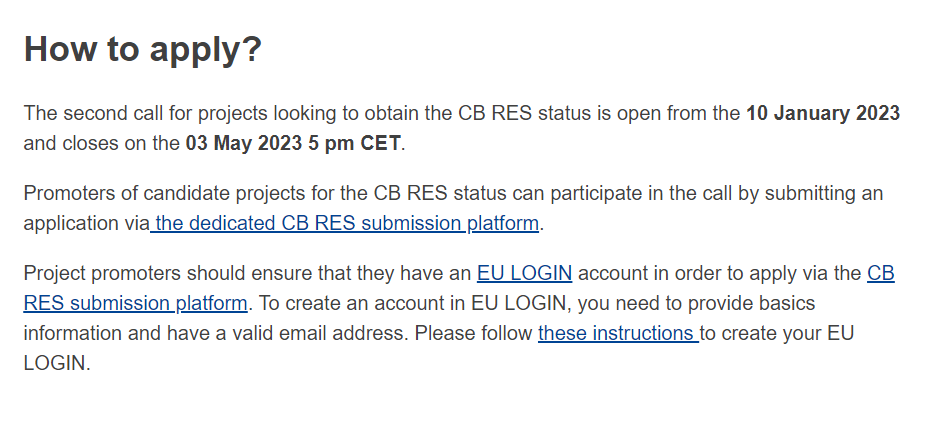 How to apply?
The second call for projects looking to obtain the CB RES status is open from the 10 January 2023
and closes on the 03 May 2023 5 pm CET.
Promoters of candidate projects for the CB RES status can participate in the call by submitting an
application via the dedicated CB RES submission platform.
Project promoters should ensure that they have an EU LOGIN account in order to apply via the CB
RES submission platform. To create an account in EU LOGIN, you need to provide basics
information and have a valid email address. Please follow these instructions to create your EU
LOGIN.